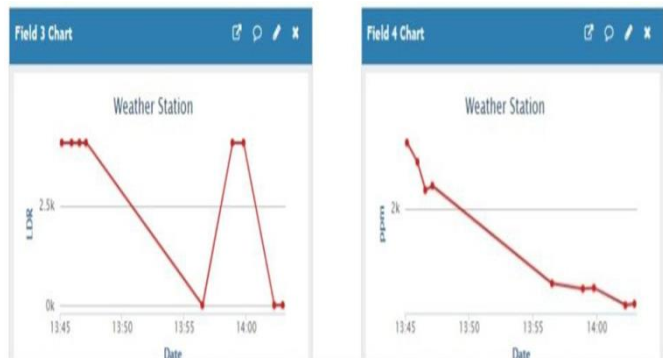 Field 3 Chart
Weather Station
2.5k
LDR
0k
13:45 13:50 13:55 14:00
Date
Field 4 Chart
Weather Station
2k
ppm
13:45 13:50 13:55 14:00
Date